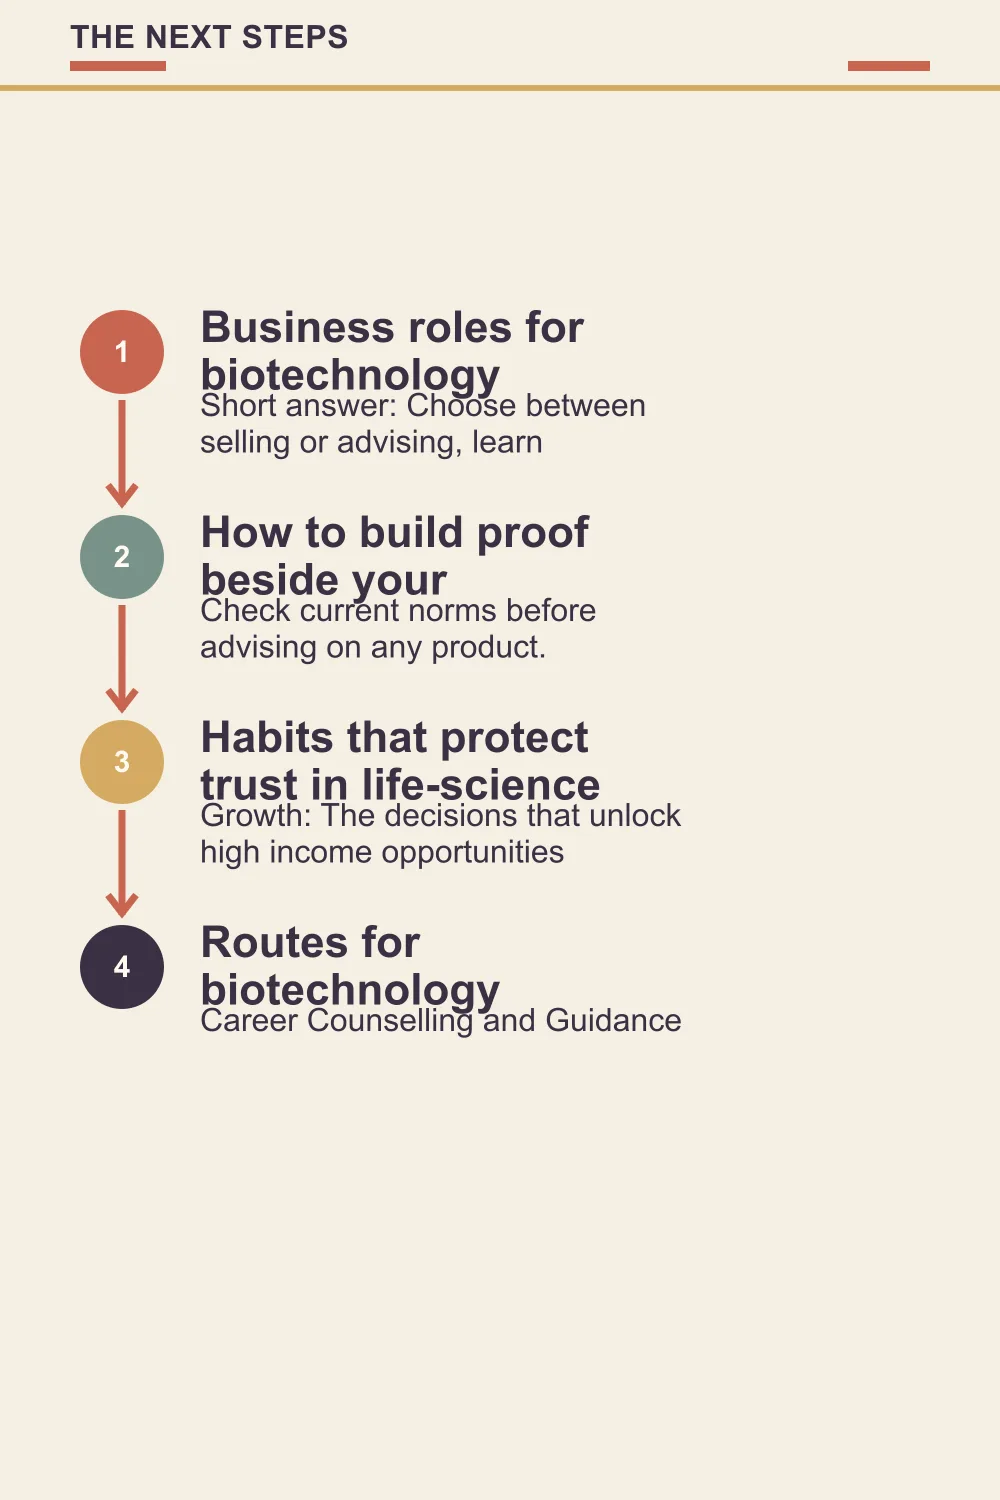 THE NEXT STEPS
1
Business roles for
biotechnology
Short answer: Choose between
selling or advising, learn
2
How to build proof
beside your
Check current norms before
advising on any product.
3
Habits that protect
trust in life-science
Growth: The decisions that unlock
high income opportunities
4
Routes for
biotechnology
Career Counselling and Guidance